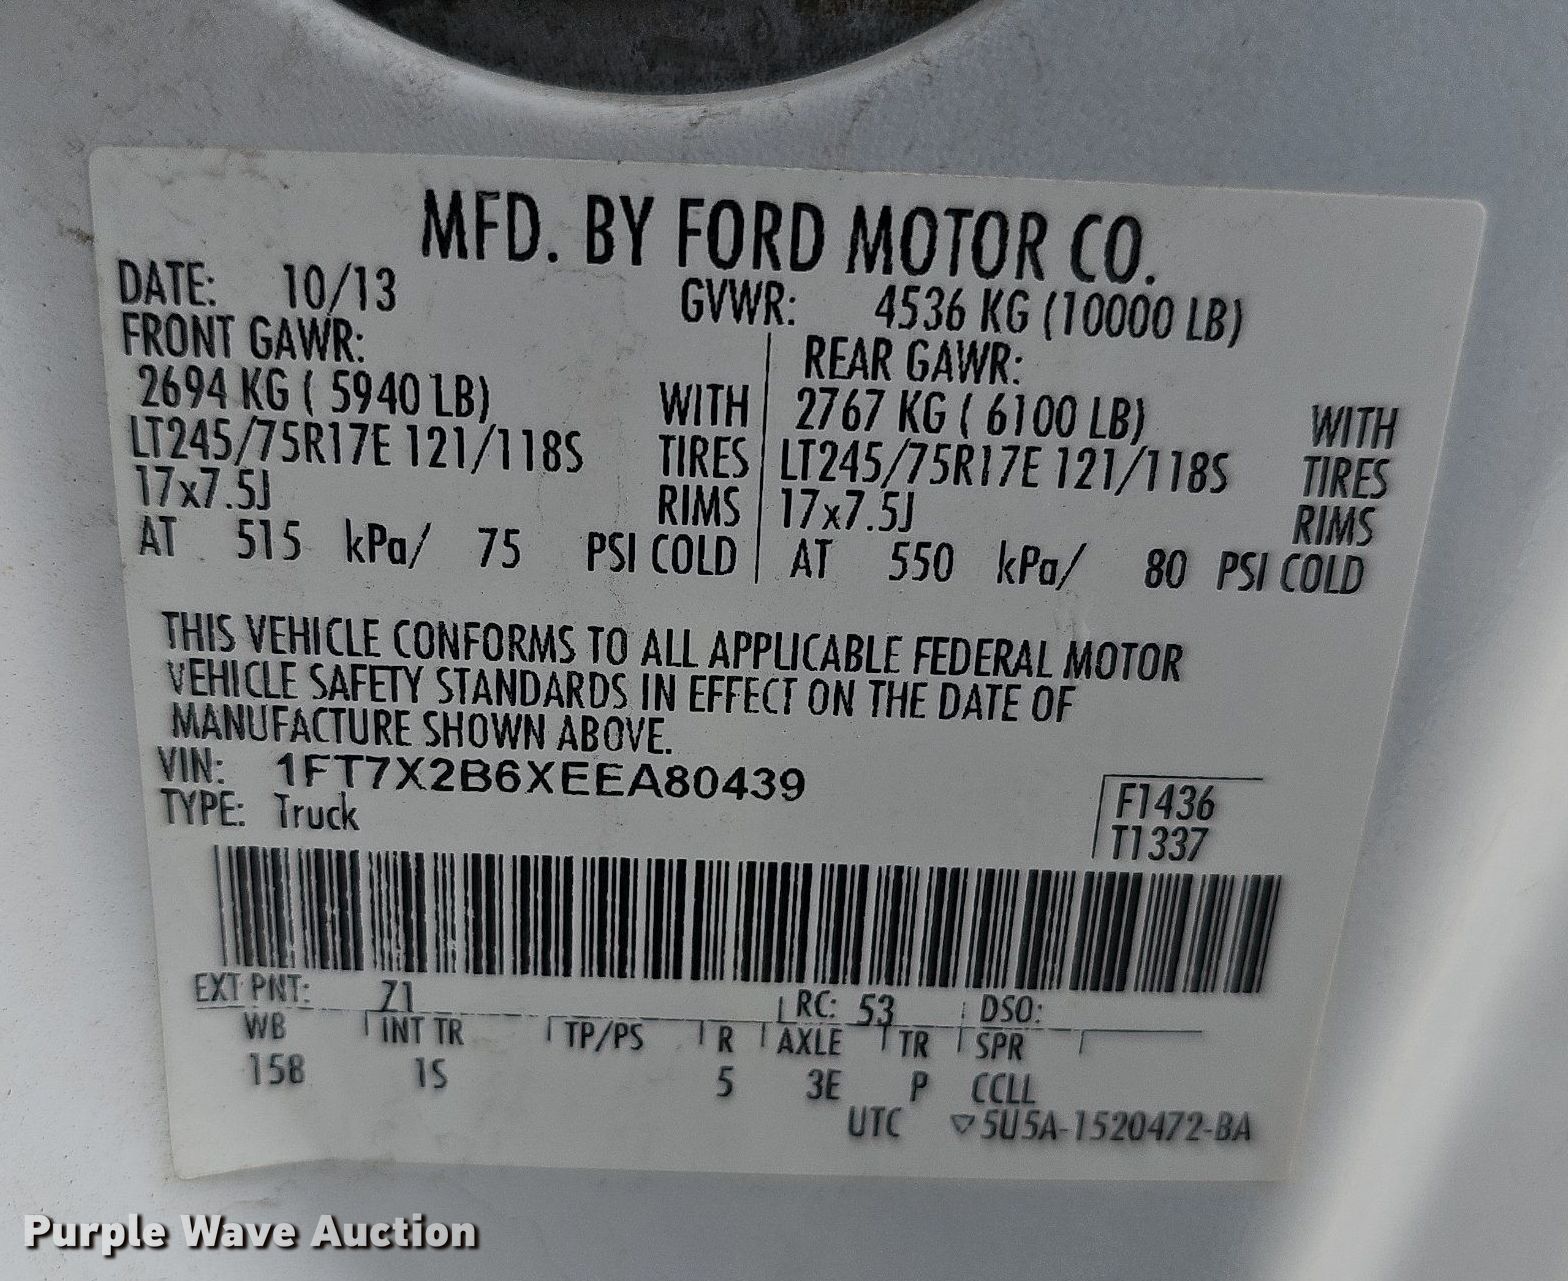 MFD. BY FORD MOTOR CO.
DATE: 10/13 GVWR: 4536 KG (10000 LB)
FRONT GAWR: REAR GAWR:
2694 KG ( 5940 LB) WITH 2767 KG ( 6100 LB) WITH
LT245/75R17E 121/118S TIRES LT245/75R17E 121/118S TIRES
17x7.5J RIMS 17x7.5J RIMS
AT 515 kPa/ 75 PSI COLD AT 550 kPa/ 80 PSI COLD
THIS VEHICLE CONFORMS TO ALL APPLICABLE FEDERAL MOTOR
VEHICLE SAFETY STANDARDS IN EFFECT ON THE DATE OF
MANUFACTURE SHOWN ABOVE.
VIN: 1FT7X2B6XEEA80439
TYPE: Truck
F1436
T1337
EXT PNT: Z1 RC: 53 DSO:
WB INT TR TP/PS R AXLE TR SPR
158 1S 5 3E P CCLL
UTC ▽5U5A-1520472-BA
Purple Wave Auction